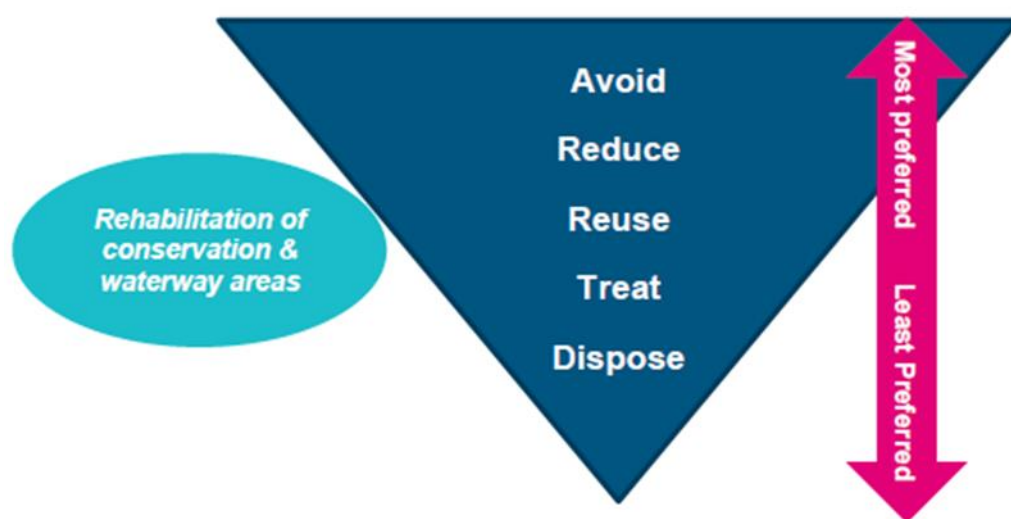 Avoid
Reduce
Reuse
Treat
Dispose
Rehabilitation of
conservation &
waterway areas
Most preferred
Least Preferred